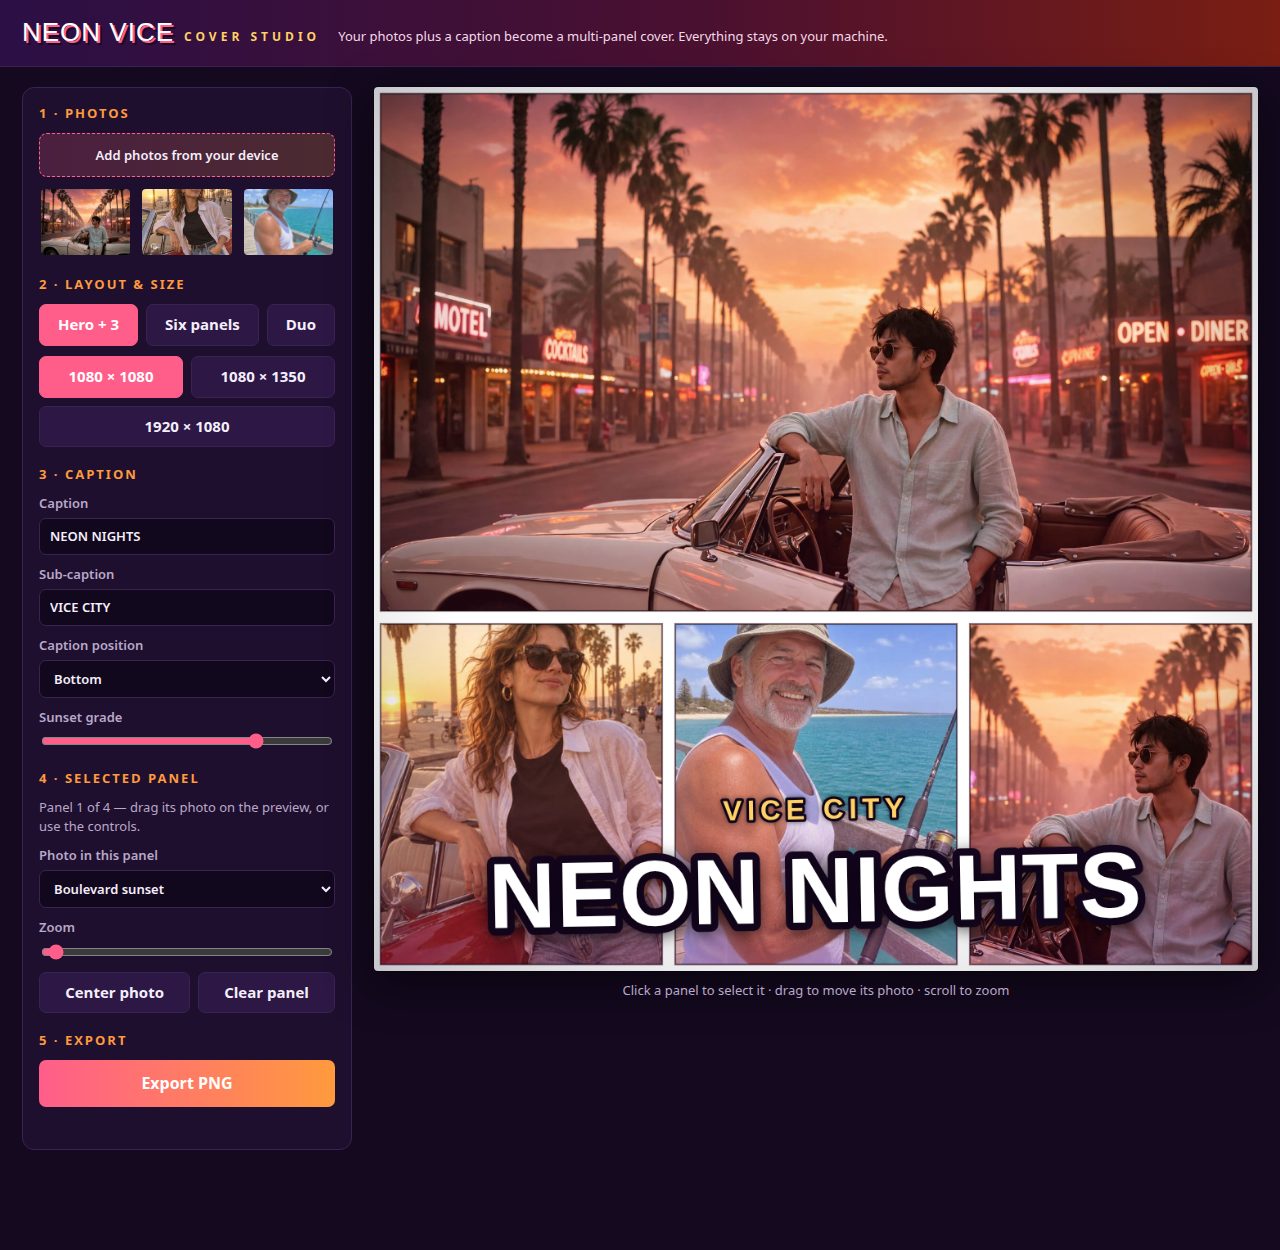 NEON VICE COVER STUDIO Your photos plus a caption become a multi-panel cover. Everything stays on your machine.
1 · PHOTOS
Add photos from your device
2 · LAYOUT & SIZE
Hero + 3 Six panels Duo
1080 × 1080 1080 × 1350
1920 × 1080
3 · CAPTION
Caption
NEON NIGHTS
Sub-caption
VICE CITY
Caption position
Bottom
Sunset grade
4 · SELECTED PANEL
Panel 1 of 4 — drag its photo on the preview, or
use the controls.
Photo in this panel
Boulevard sunset
Zoom
Center photo Clear panel
5 · EXPORT
Export PNG
MOTEL
COCKTAILS
OPEN • DINER
VICE CITY
NEON NIGHTS
Click a panel to select it · drag to move its photo · scroll to zoom